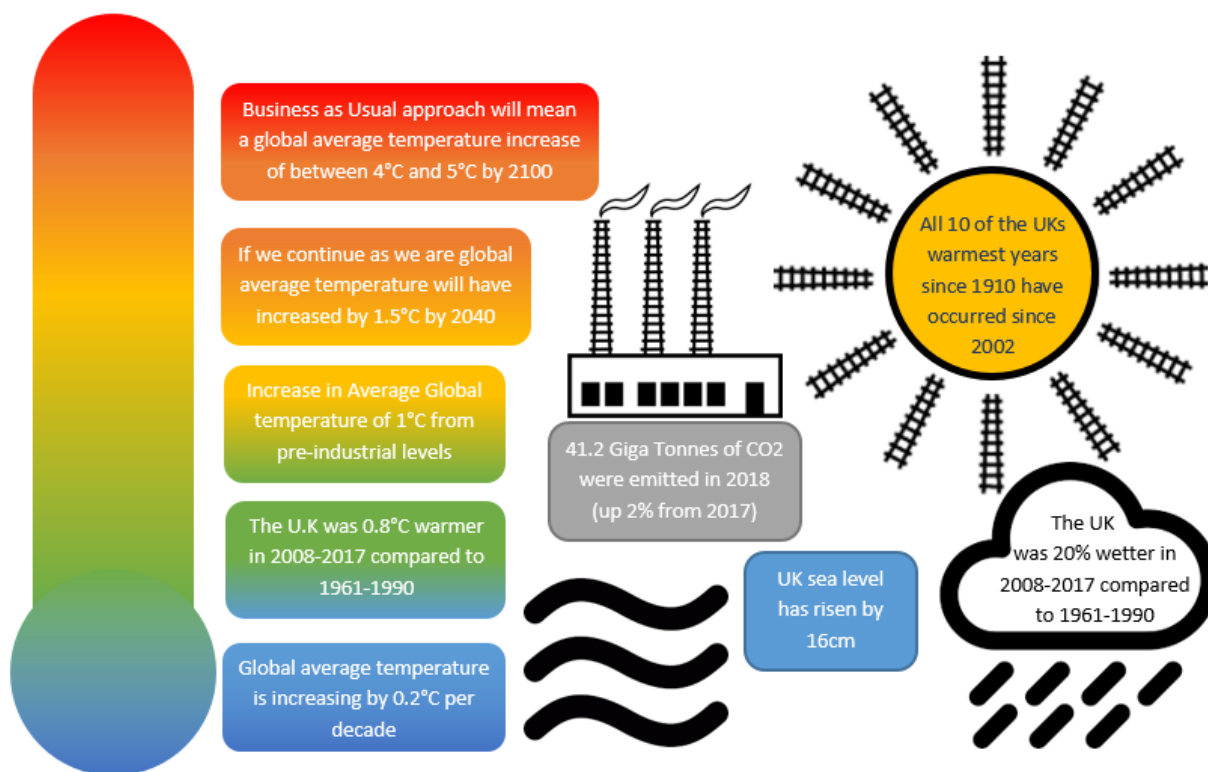 Business as Usual approach will mean
a global average temperature increase
of between 4°C and 5°C by 2100
If we continue as we are global
average temperature will have
increased by 1.5°C by 2040
Increase in Average Global
temperature of 1°C from
pre-industrial levels
The U.K was 0.8°C warmer
in 2008-2017 compared to
1961-1990
Global average temperature
is increasing by 0.2°C per
decade
41.2 Giga Tonnes of CO2
were emitted in 2018
(up 2% from 2017)
UK sea level
has risen by
16cm
All 10 of the UKs
warmest years
since 1910 have
occurred since
2002
The UK
was 20% wetter in
2008-2017 compared
to 1961-1990